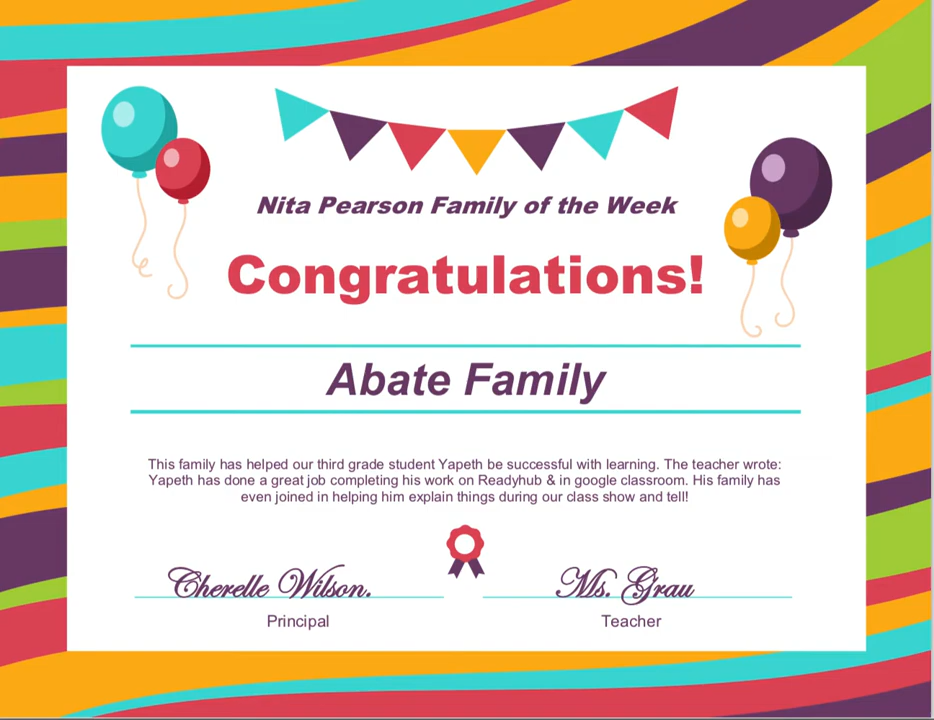 Nita Pearson Family of the Week
Congratulations!
Abate Family
This family has helped our third grade student Yapeth be successful with learning. The teacher wrote:
Yapeth has done a great job completing his work on Readyhub & in google classroom. His family has
even joined in helping him explain things during our class show and tell!
Cherelle Wilson. Ms. Grau
Principal Teacher